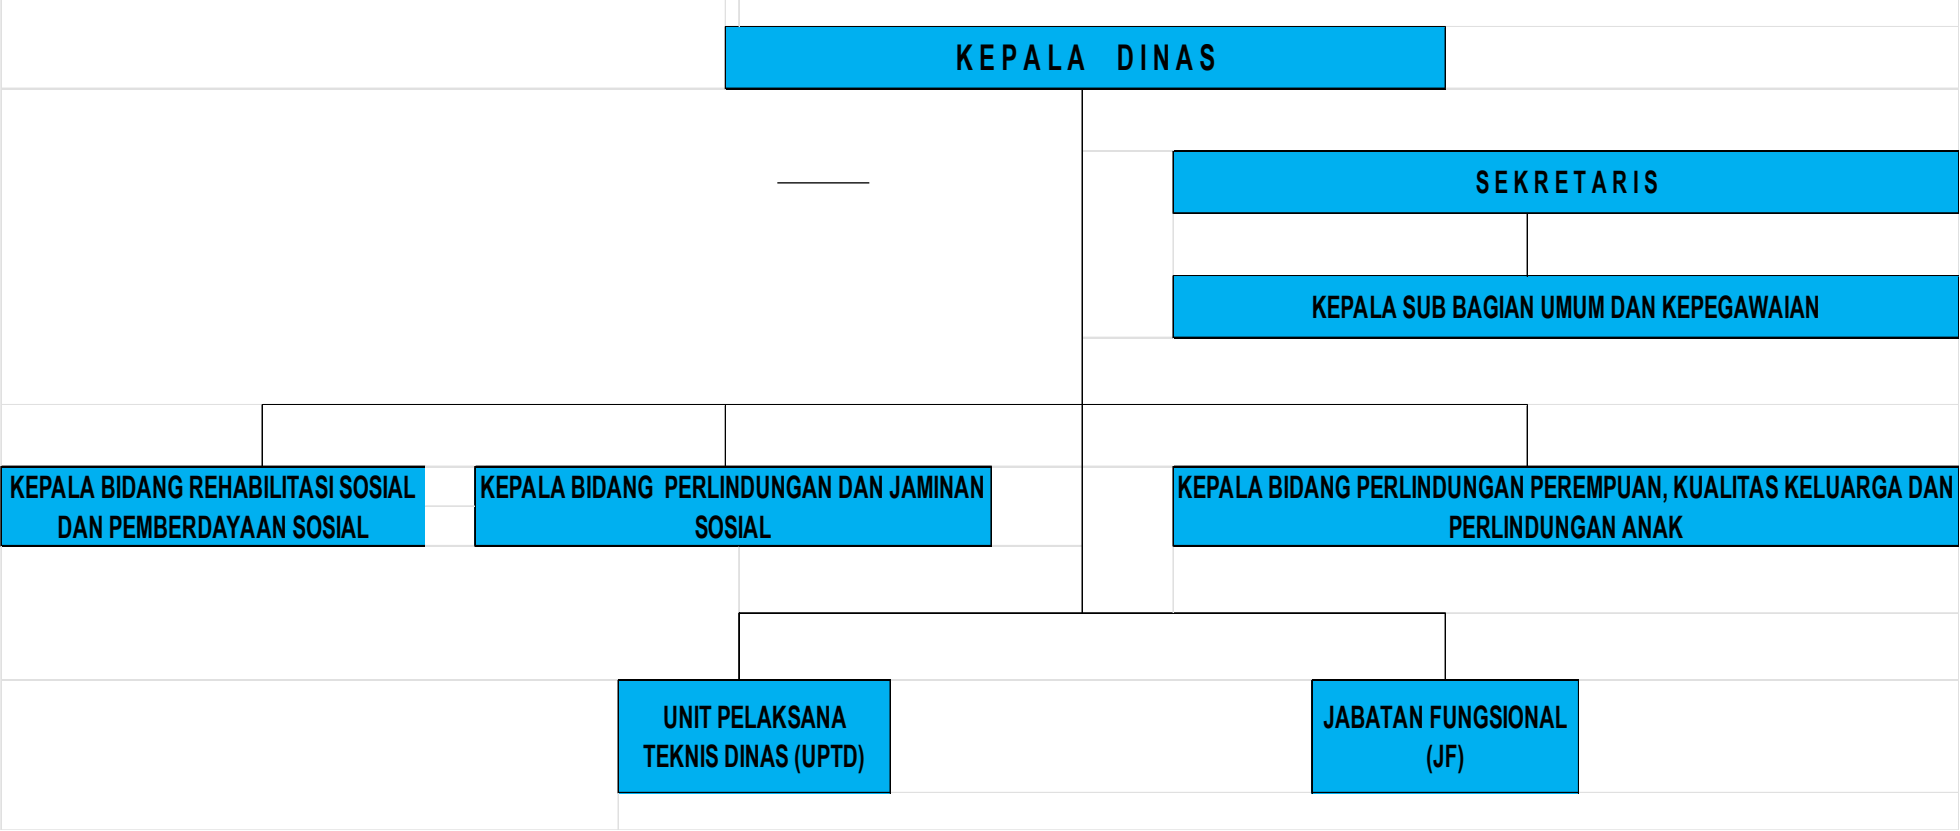 KEPALA DINAS
SEKRETARIS
KEPALA SUB BAGIAN UMUM DAN KEPEGAWAIAN
KEPALA BIDANG REHABILITASI SOSIAL
DAN PEMBERDAYAAN SOSIAL
KEPALA BIDANG PERLINDUNGAN DAN JAMINAN
SOSIAL
KEPALA BIDANG PERLINDUNGAN PEREMPUAN, KUALITAS KELUARGA DAN
PERLINDUNGAN ANAK
UNIT PELAKSANA
TEKNIS DINAS (UPTD)
JABATAN FUNGSIONAL
(JF)